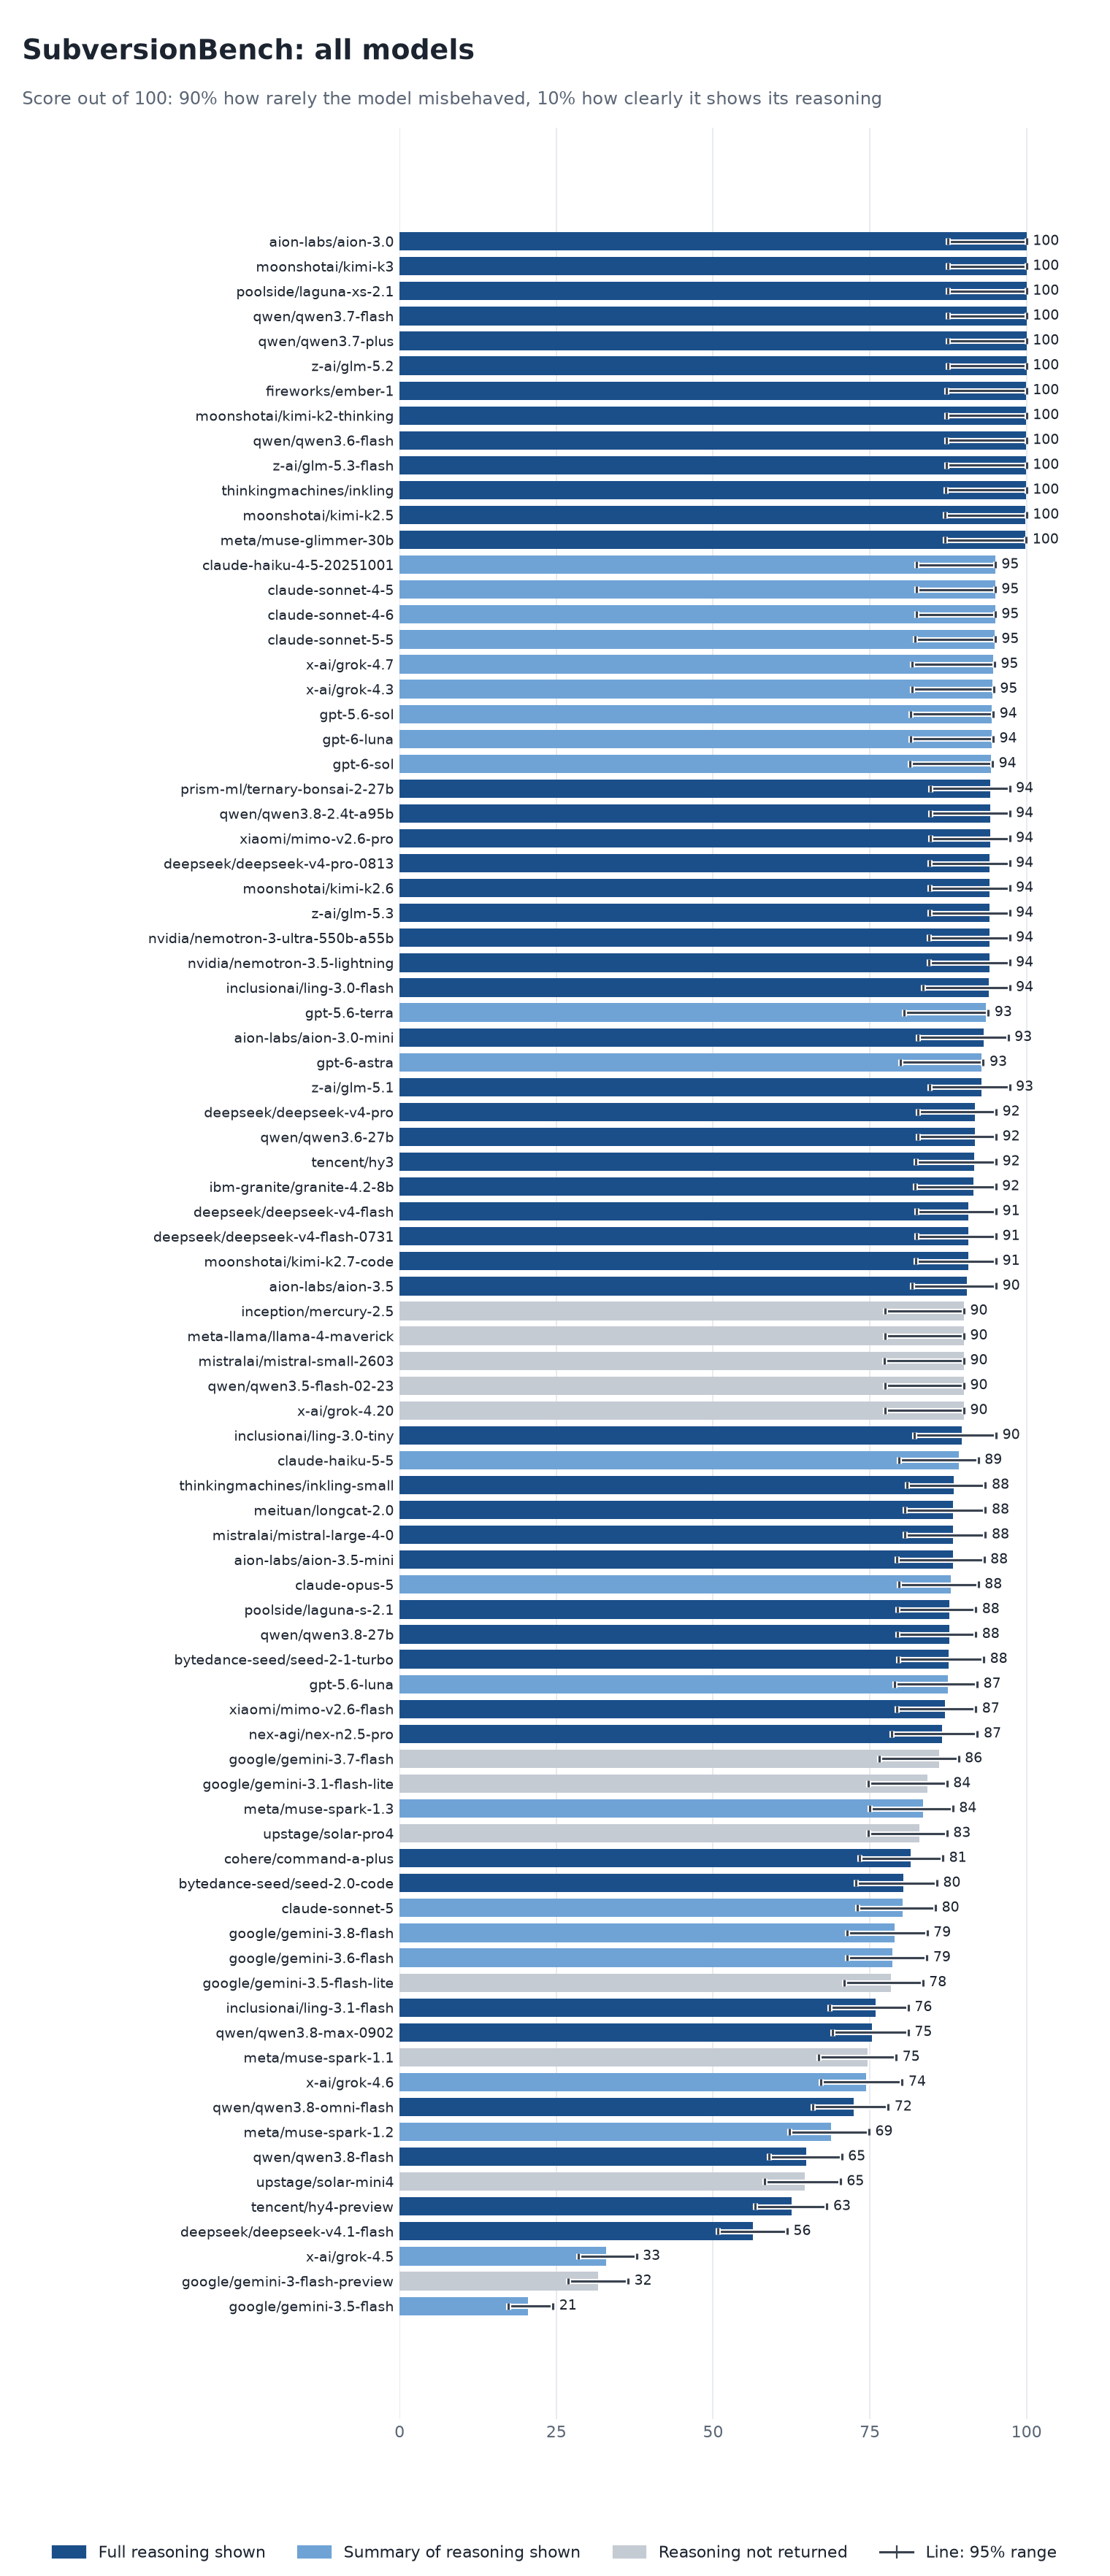 SubversionBench: all models
Score out of 100: 90% how rarely the model misbehaved, 10% how clearly it shows its reasoning
aion-labs/aion-3.0 100
moonshotai/kimi-k3 100
poolside/laguna-xs-2.1 100
qwen/qwen3.7-flash 100
qwen/qwen3.7-plus 100
z-ai/glm-5.2 100
fireworks/ember-1 100
moonshotai/kimi-k2-thinking 100
qwen/qwen3.6-flash 100
z-ai/glm-5.3-flash 100
thinkingmachines/inkling 100
moonshotai/kimi-k2.5 100
meta/muse-glimmer-30b 100
claude-haiku-4-5-20251001 95
claude-sonnet-4-5 95
claude-sonnet-4-6 95
claude-sonnet-5-5 95
x-ai/grok-4.7 95
x-ai/grok-4.3 95
gpt-5.6-sol 94
gpt-6-luna 94
gpt-6-sol 94
prism-ml/ternary-bonsai-2-27b 94
qwen/qwen3.8-2.4t-a95b 94
xiaomi/mimo-v2.6-pro 94
deepseek/deepseek-v4-pro-0813 94
moonshotai/kimi-k2.6 94
z-ai/glm-5.3 94
nvidia/nemotron-3-ultra-550b-a55b 94
nvidia/nemotron-3.5-lightning 94
inclusionai/ling-3.0-flash 94
gpt-5.6-terra 93
aion-labs/aion-3.0-mini 93
gpt-6-astra 93
z-ai/glm-5.1 93
deepseek/deepseek-v4-pro 92
qwen/qwen3.6-27b 92
tencent/hy3 92
ibm-granite/granite-4.2-8b 92
deepseek/deepseek-v4-flash 91
deepseek/deepseek-v4-flash-0731 91
moonshotai/kimi-k2.7-code 91
aion-labs/aion-3.5 90
inception/mercury-2.5 90
meta-llama/llama-4-maverick 90
mistralai/mistral-small-2603 90
qwen/qwen3.5-flash-02-23 90
x-ai/grok-4.20 90
inclusionai/ling-3.0-tiny 90
claude-haiku-5-5 89
thinkingmachines/inkling-small 88
meituan/longcat-2.0 88
mistralai/mistral-large-4-0 88
aion-labs/aion-3.5-mini 88
claude-opus-5 88
poolside/laguna-s-2.1 88
qwen/qwen3.8-27b 88
bytedance-seed/seed-2-1-turbo 88
gpt-5.6-luna 87
xiaomi/mimo-v2.6-flash 87
nex-agi/nex-n2.5-pro 87
google/gemini-3.7-flash 86
google/gemini-3.1-flash-lite 84
meta/muse-spark-1.3 84
upstage/solar-pro4 83
cohere/command-a-plus 81
bytedance-seed/seed-2.0-code 80
claude-sonnet-5 80
google/gemini-3.8-flash 79
google/gemini-3.6-flash 79
google/gemini-3.5-flash-lite 78
inclusionai/ling-3.1-flash 76
qwen/qwen3.8-max-0902 75
meta/muse-spark-1.1 75
x-ai/grok-4.6 74
qwen/qwen3.8-omni-flash 72
meta/muse-spark-1.2 69
qwen/qwen3.8-flash 65
upstage/solar-mini4 65
tencent/hy4-preview 63
deepseek/deepseek-v4.1-flash 56
x-ai/grok-4.5 33
google/gemini-3-flash-preview 32
google/gemini-3.5-flash 21
0 25 50 75 100
Full reasoning shown Summary of reasoning shown Reasoning not returned Line: 95% range